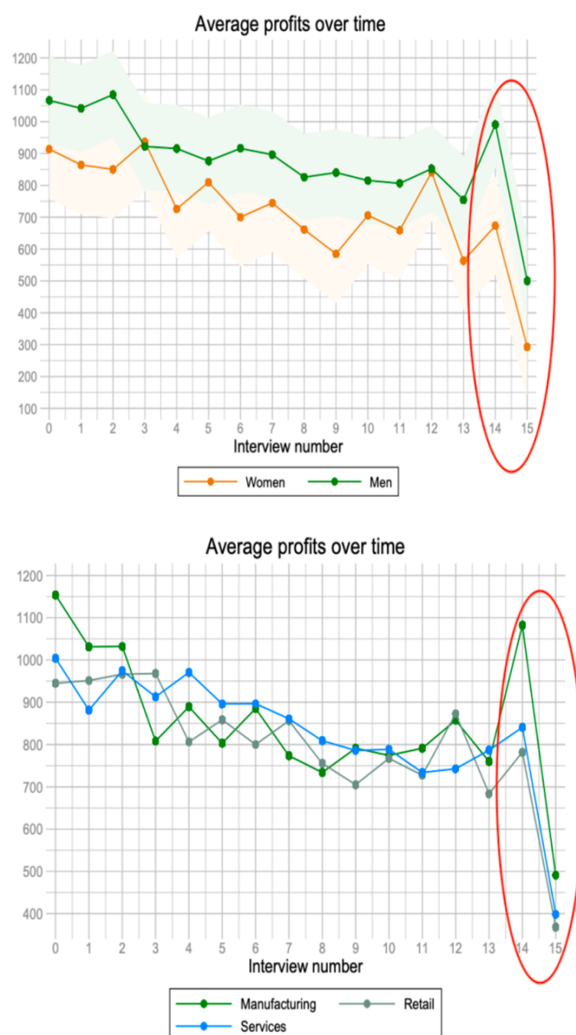 Average profits over time
1200
1100
1000
900
800
700
600
500
400
300
200
100
0 1 2 3 4 5 6 7 8 9 10 11 12 13 14 15
Interview number
Women Men
Average profits over time
1200
1100
1000
900
800
700
600
500
400
0 1 2 3 4 5 6 7 8 9 10 11 12 13 14 15
Interview number
Manufacturing Retail
Services